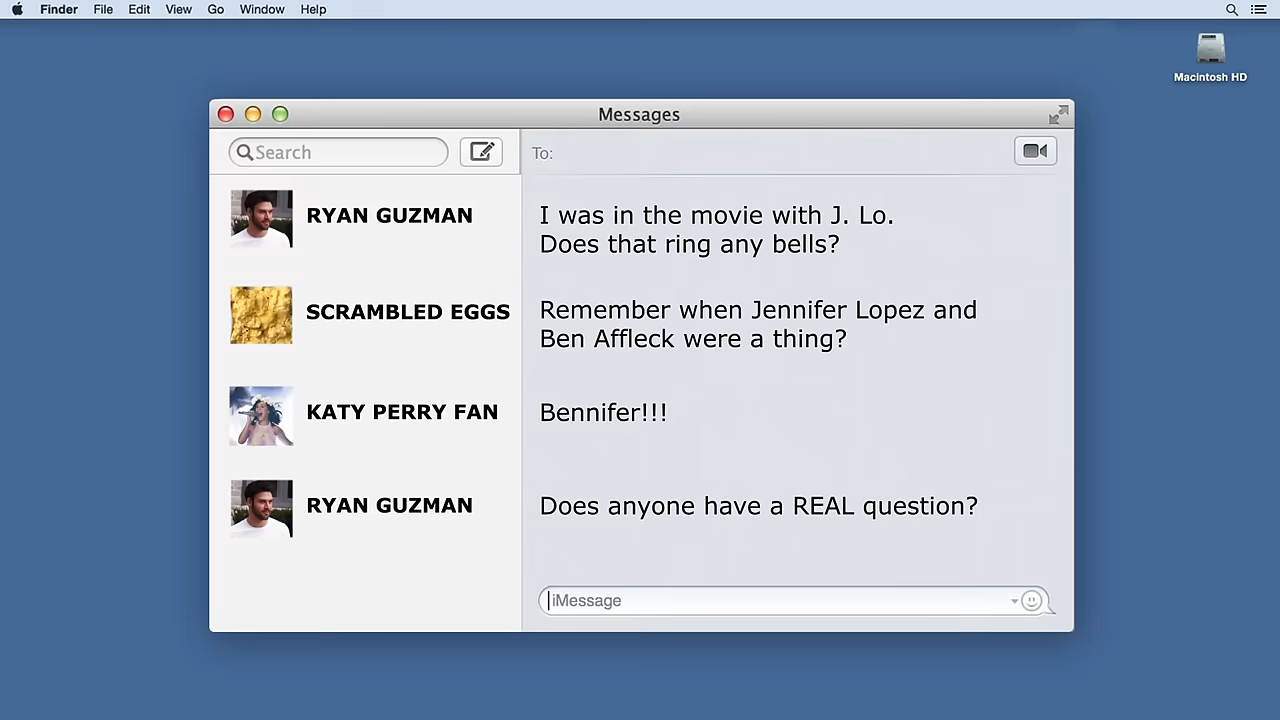 Finder File Edit View Go Window Help
Macintosh HD
Messages
Search
To:
RYAN GUZMAN
I was in the movie with J. Lo.
Does that ring any bells?
SCRAMBLED EGGS
Remember when Jennifer Lopez and
Ben Affleck were a thing?
KATY PERRY FAN
Bennifer!!!
RYAN GUZMAN
Does anyone have a REAL question?
iMessage